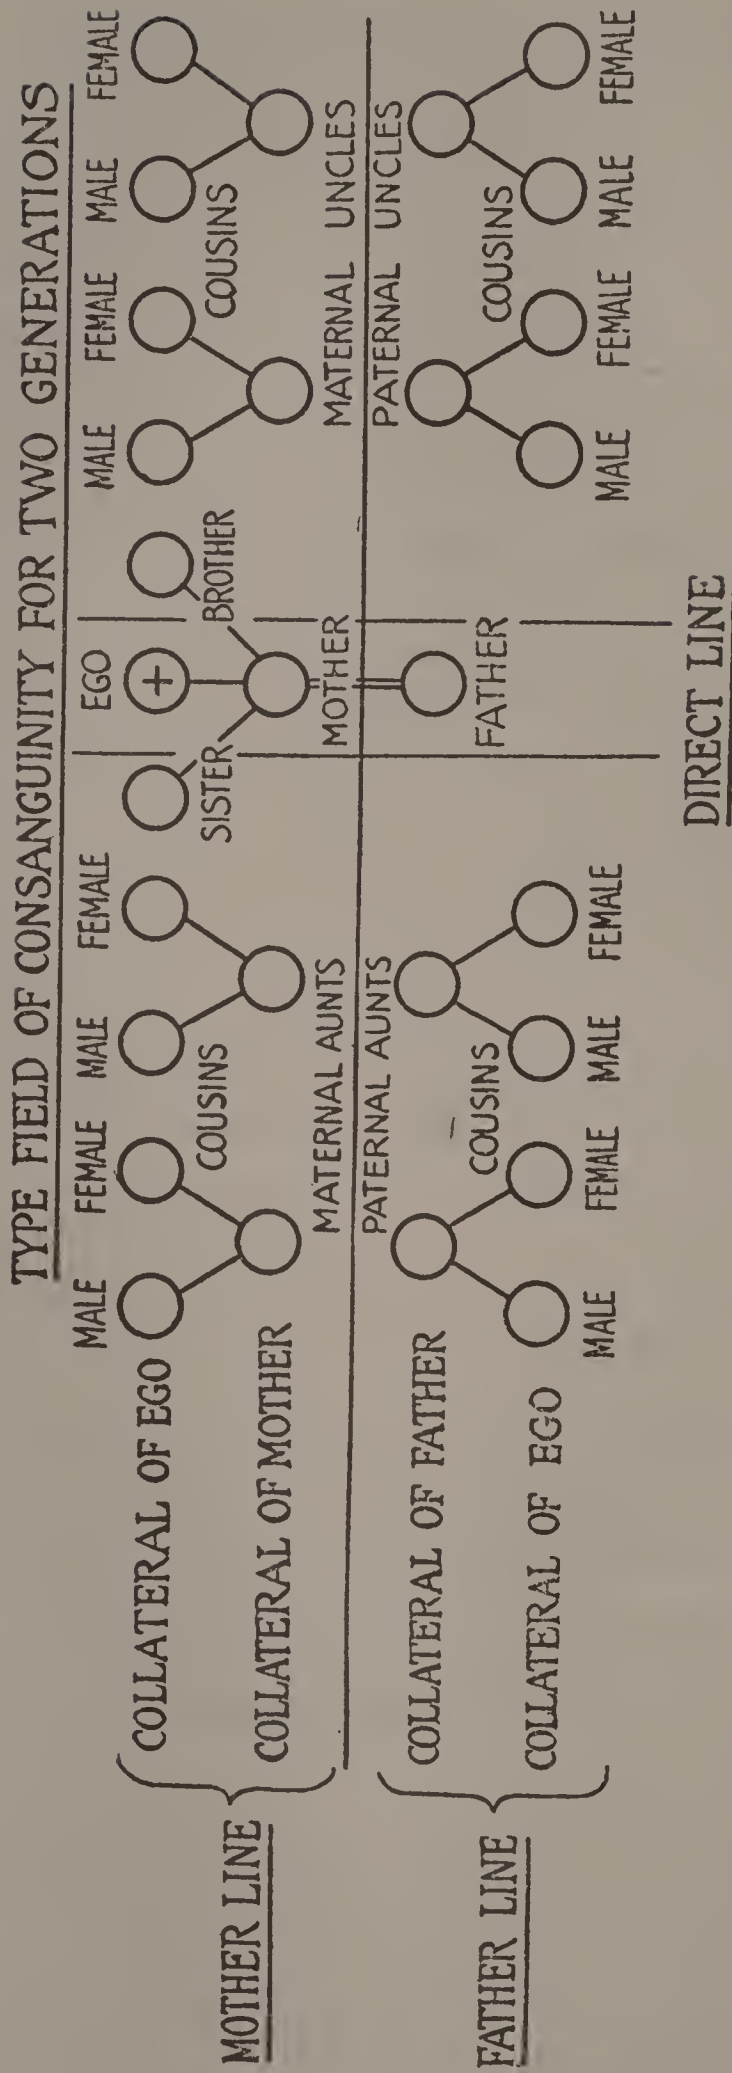 TYPE FIELD OF CONSANGUINITY FOR TWO GENERATIONS
MALE FEMALE MALE FEMALE EGO MALE FEMALE MALE FEMALE
COLLATERAL OF EGO
COUSINS
SISTER
BROTHER
COUSINS
MOTHER LINE
COLLATERAL OF MOTHER
MATERNAL AUNTS
MOTHER
MATERNAL UNCLES
PATERNAL AUNTS
PATERNAL UNCLES
COLLATERAL OF FATHER
FATHER
FATHER LINE
COUSINS
COUSINS
COLLATERAL OF EGO
MALE FEMALE MALE FEMALE MALE FEMALE MALE FEMALE
DIRECT LINE